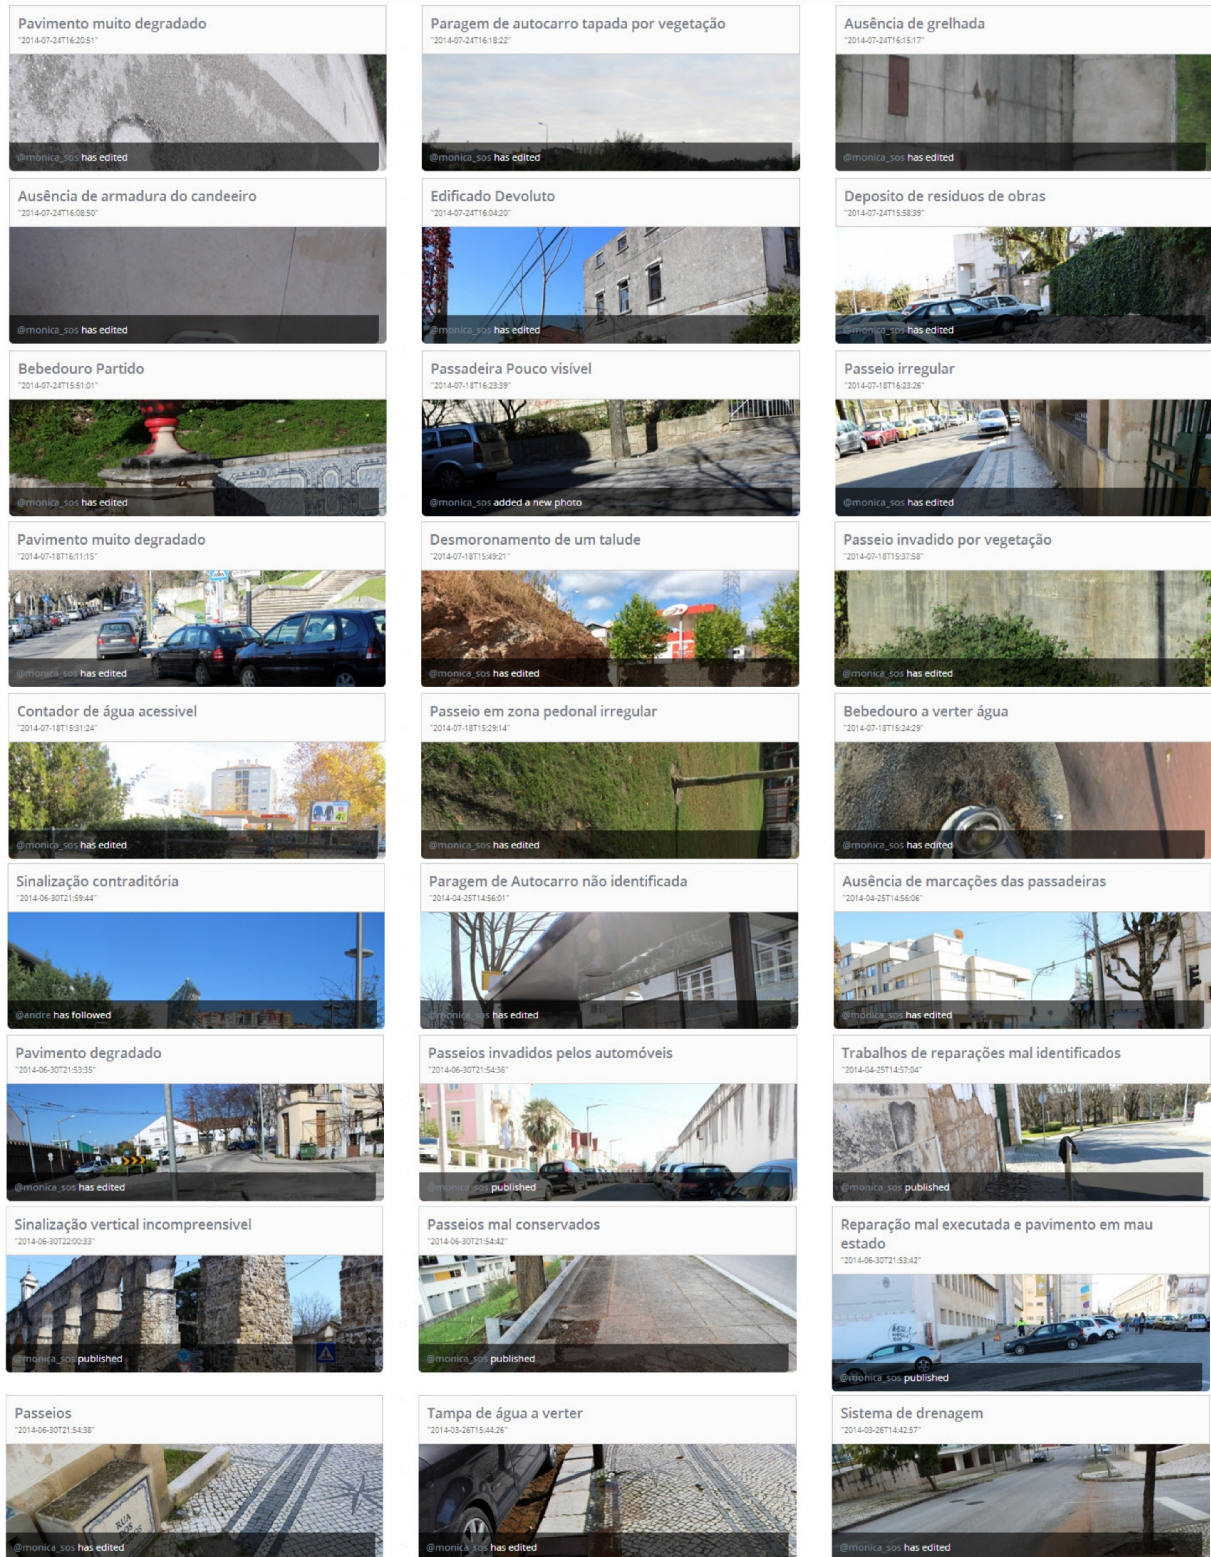 Pavimento muito degradado
"2014-07-24T16:20:51"
@monica_sos has edited
Paragem de autocarro tapada por vegetação
"2014-07-24T16:18:22"
@monica_sos has edited
Ausência de grelhada
"2014-07-24T16:15:17"
@monica_sos has edited
Ausência de armadura do candeeiro
"2014-07-24T16:08:50"
@monica_sos has edited
Edificado Devoluto
"2014-07-24T16:04:20"
@monica_sos has edited
Deposito de residuos de obras
"2014-07-24T15:58:39"
@monica_sos has edited
Bebedouro Partido
"2014-07-24T15:51:01"
@monica_sos has edited
Passadeira Pouco visível
"2014-07-18T16:23:39"
@monica_sos added a new photo
Passeio irregular
"2014-07-18T16:23:26"
@monica_sos has edited
Pavimento muito degradado
"2014-07-18T16:11:15"
@monica_sos has edited
Desmoronamento de um talude
"2014-07-18T15:49:21"
@monica_sos has edited
Passeio invadido por vegetação
"2014-07-18T15:37:58"
@monica_sos has edited
Contador de água acessivel
"2014-07-18T15:31:24"
@monica_sos has edited
Passeio em zona pedonal irregular
"2014-07-18T15:29:14"
@monica_sos has edited
Bebedouro a verter água
"2014-07-18T15:24:29"
@monica_sos has edited
Sinalização contraditória
"2014-06-30T21:59:44"
@andre has followed
Paragem de Autocarro não identificada
"2014-04-25T14:56:01"
@monica_sos has edited
Ausência de marcações das passadeiras
"2014-04-25T14:56:06"
@monica_sos has edited
Pavimento degradado
"2014-06-30T21:53:35"
@monica_sos has edited
Passeios invadidos pelos automóveis
"2014-06-30T21:54:36"
@monica_sos published
Trabalhos de reparações mal identificados
"2014-04-25T14:57:04"
@monica_sos published
Sinalização vertical incompreensivel
"2014-06-30T22:00:33"
@monica_sos published
Passeios mal conservados
"2014-06-30T21:54:42"
@monica_sos published
Reparação mal executada e pavimento em mau
estado
"2014-06-30T21:53:42"
@monica_sos published
Passeios
"2014-06-30T21:54:38"
RUA
DOS
@monica_sos has edited
Tampa de água a verter
"2014-03-26T15:44:26"
@monica_sos has edited
Sistema de drenagem
"2014-03-26T14:42:57"
@monica_sos has edited